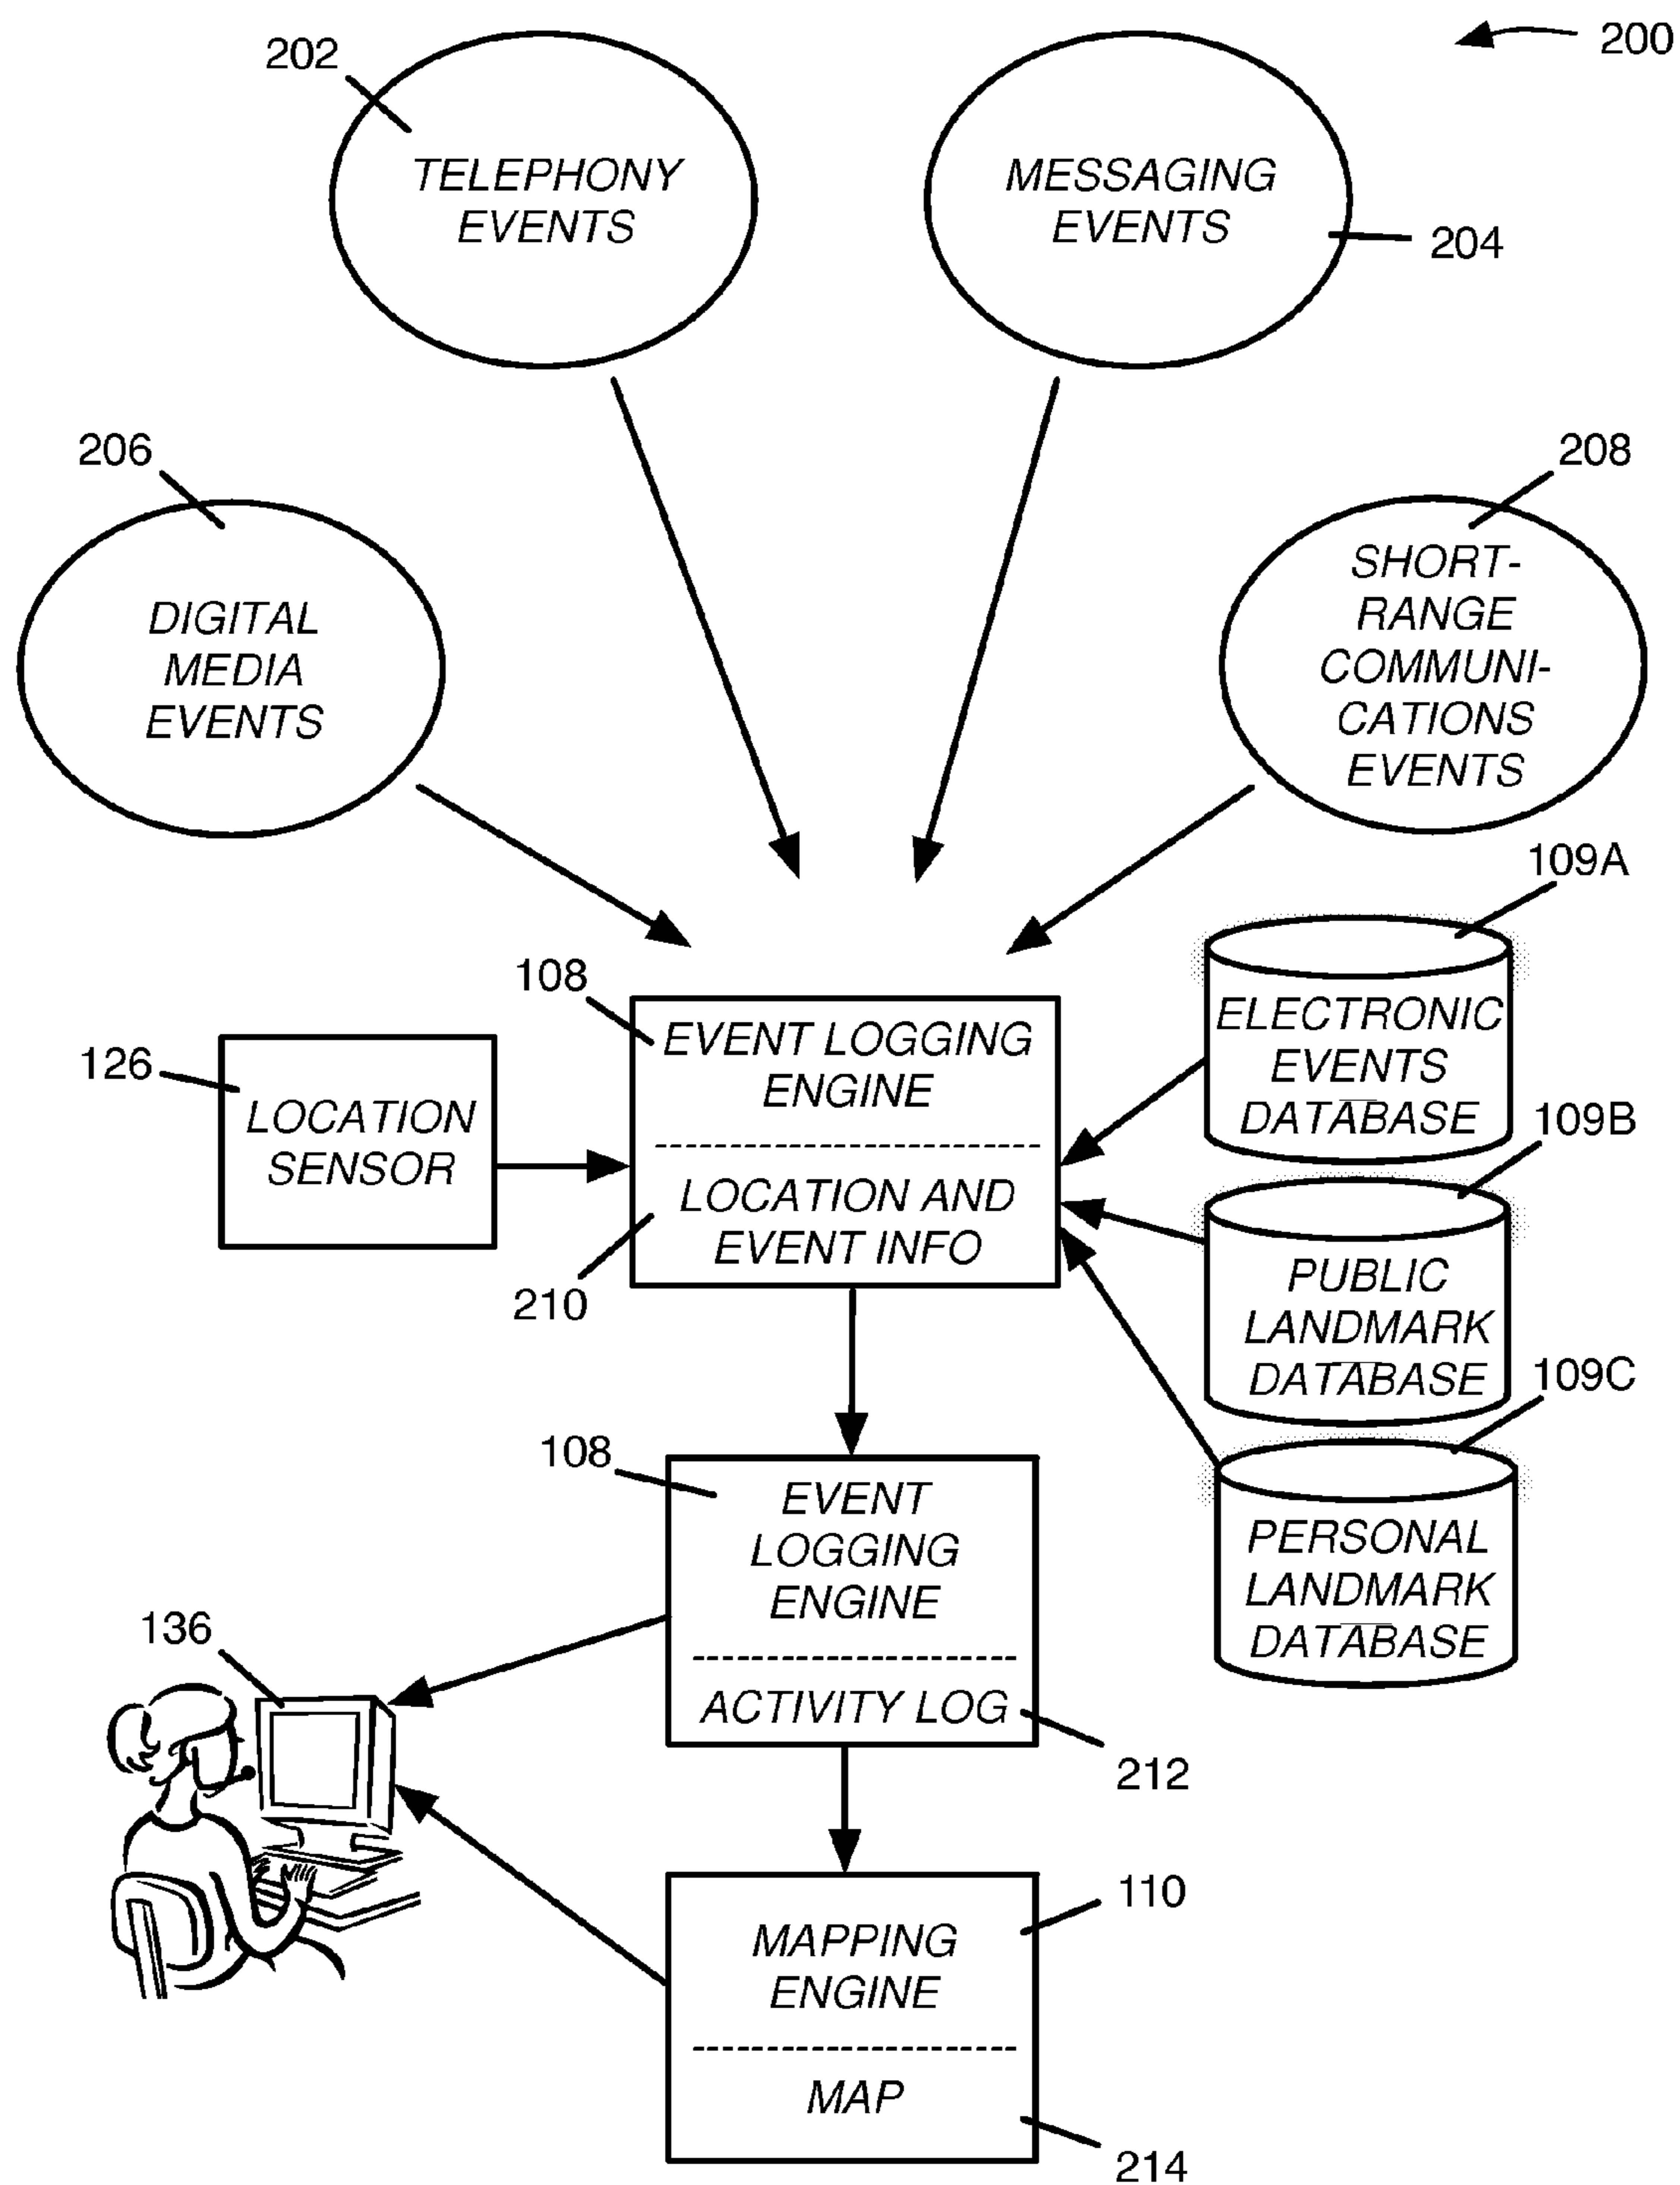 200
202
TELEPHONY
EVENTS
MESSAGING
EVENTS
204
206
DIGITAL
MEDIA
EVENTS
208
SHORT-
RANGE
COMMUNI-
CATIONS
EVENTS
109A
ELECTRONIC
EVENTS
DATABASE
108
EVENT LOGGING
ENGINE
LOCATION AND
EVENT INFO
210
126
LOCATION
SENSOR
109B
PUBLIC
LANDMARK
DATABASE
109C
PERSONAL
LANDMARK
DATABASE
108
EVENT
LOGGING
ENGINE
ACTIVITY LOG
212
136
110
MAPPING
ENGINE
MAP
214